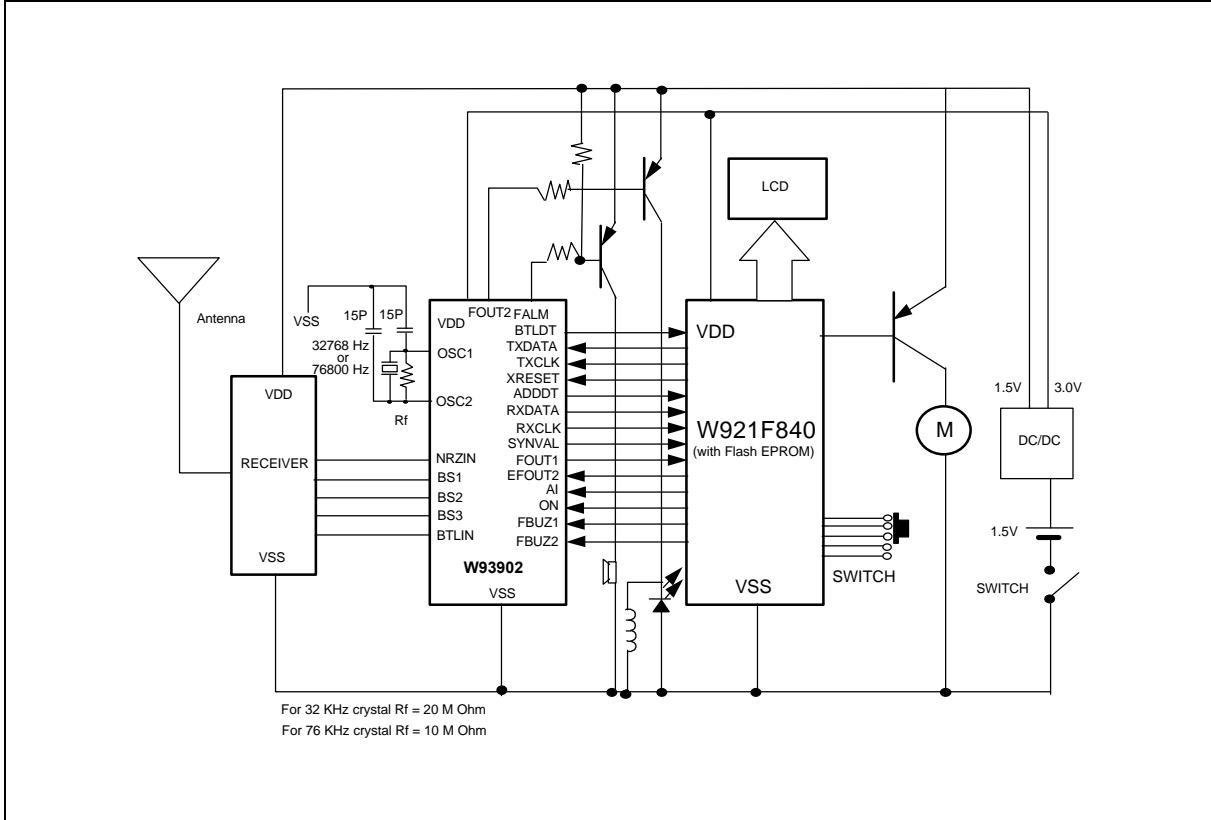 LCD
Antenna
VSS
15P
15P
32768 Hz
or
76800 Hz
Rf
VDD
RECEIVER
VSS
FOUT2
FALM
VDD
OSC1
OSC2
NRZIN
BS1
BS2
BS3
BTLIN
BTLDT
TXDATA
TXCLK
XRESET
ADDDT
RXDATA
RXCLK
SYNVAL
FOUT1
EFOUT2
AI
ON
FBUZ1
FBUZ2
W93902
VSS
VDD
W921F840
(with Flash EPROM)
VSS
SWITCH
M
1.5V
3.0V
DC/DC
1.5V
SWITCH
For 32 KHz crystal Rf = 20 M Ohm
For 76 KHz crystal Rf = 10 M Ohm